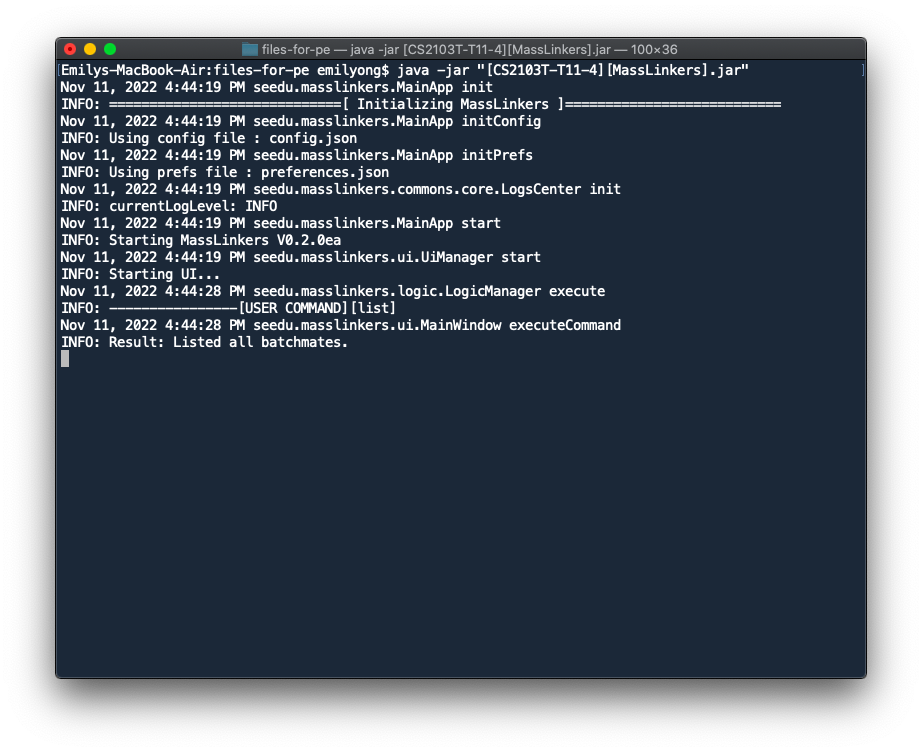 files-for-pe — java -jar [CS2103T-T11-4][MassLinkers].jar — 100×36
[Emilys-MacBook-Air:files-for-pe emilyong$ java -jar "[CS2103T-T11-4][MassLinkers].jar" ]
Nov 11, 2022 4:44:19 PM seedu.masslinkers.MainApp init
INFO: =============================[ Initializing MassLinkers ]===========================
Nov 11, 2022 4:44:19 PM seedu.masslinkers.MainApp initConfig
INFO: Using config file : config.json
Nov 11, 2022 4:44:19 PM seedu.masslinkers.MainApp initPrefs
INFO: Using prefs file : preferences.json
Nov 11, 2022 4:44:19 PM seedu.masslinkers.commons.core.LogsCenter init
INFO: currentLogLevel: INFO
Nov 11, 2022 4:44:19 PM seedu.masslinkers.MainApp start
INFO: Starting MassLinkers V0.2.0ea
Nov 11, 2022 4:44:19 PM seedu.masslinkers.ui.UiManager start
INFO: Starting UI...
Nov 11, 2022 4:44:28 PM seedu.masslinkers.logic.LogicManager execute
INFO: ----------------[USER COMMAND][list]
Nov 11, 2022 4:44:28 PM seedu.masslinkers.ui.MainWindow executeCommand
INFO: Result: Listed all batchmates.